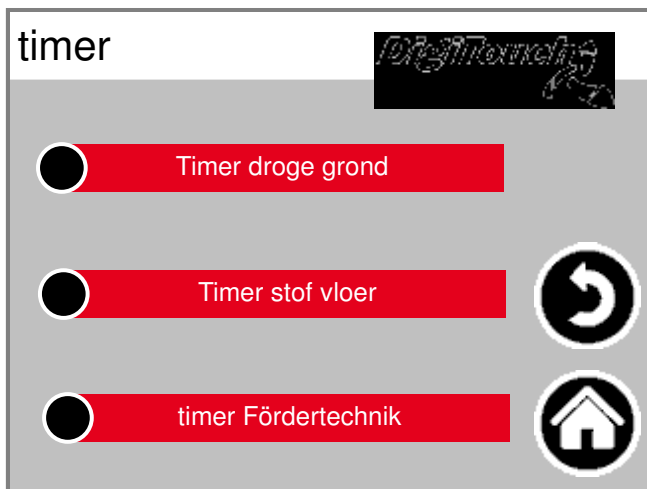 timer
DigiTouch
Timer droge grond
Timer stof vloer
timer Fördertechnik